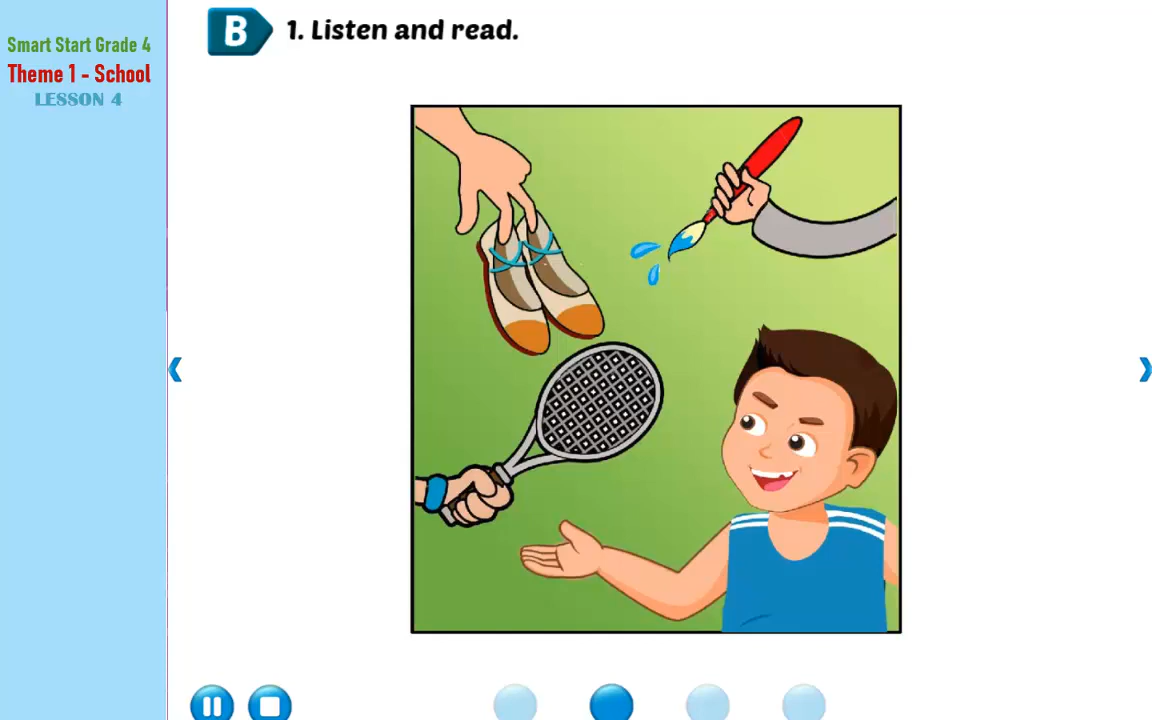 Smart Start Grade 4
Theme 1 - School
LESSON 4
B
1. Listen and read.